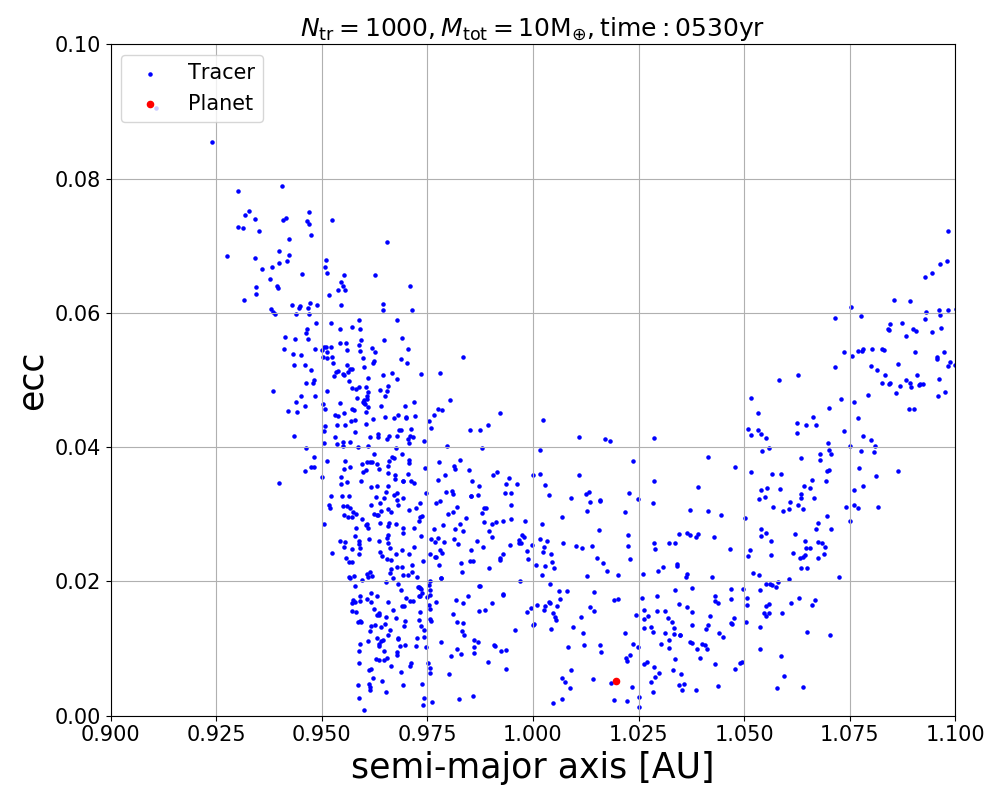 N_tr = 1000, M_tot = 10M_⊕, time : 0530yr
Tracer
Planet
0.10
0.08
0.06
0.04
0.02
0.00
ecc
0.900 0.925 0.950 0.975 1.000 1.025 1.050 1.075 1.100
semi-major axis [AU]